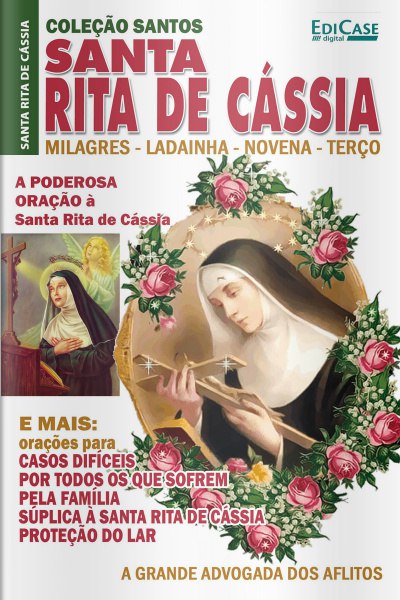 SANTA RITA DE CÁSSIA
COLEÇÃO SANTOS
EDICASE
digital
SANTA
RITA DE CÁSSIA
MILAGRES - LADAINHA - NOVENA - TERÇO
A PODEROSA
ORAÇÃO à
Santa Rita de Cássia
E MAIS:
orações para
CASOS DIFÍCEIS
POR TODOS OS QUE SOFREM
PELA FAMÍLIA
SÚPLICA À SANTA RITA DE CÁSSIA
PROTEÇÃO DO LAR
A GRANDE ADVOGADA DOS AFLITOS